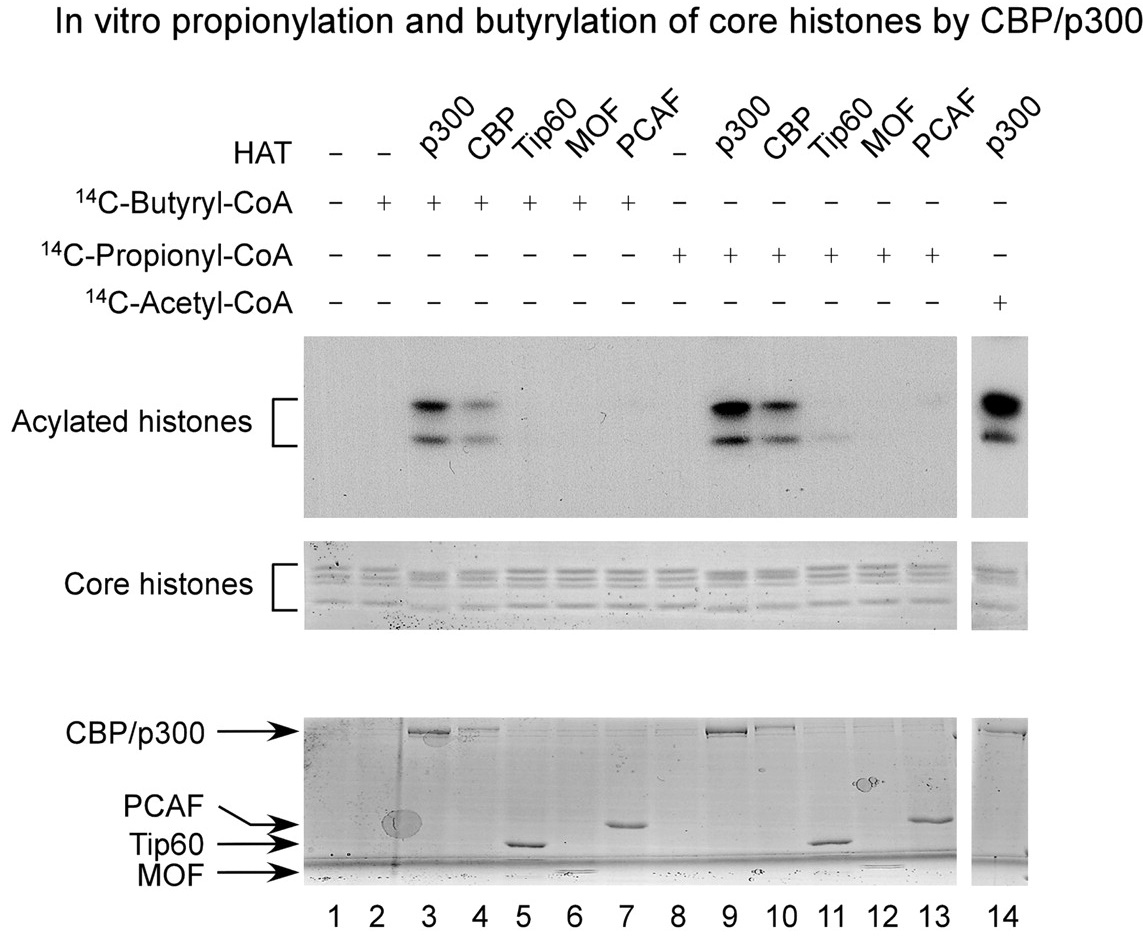 In vitro propionylation and butyrylation of core histones by CBP/p300
HAT – – p300 CBP Tip60 MOF PCAF – p300 CBP Tip60 MOF PCAF p300
¹⁴C-Butyryl-CoA – + + + + + + – – – – – – –
¹⁴C-Propionyl-CoA – – – – – – – + + + + + + –
¹⁴C-Acetyl-CoA – – – – – – – – – – – – – +
Acylated histones
Core histones
CBP/p300
PCAF
Tip60
MOF
1 2 3 4 5 6 7 8 9 10 11 12 13 14